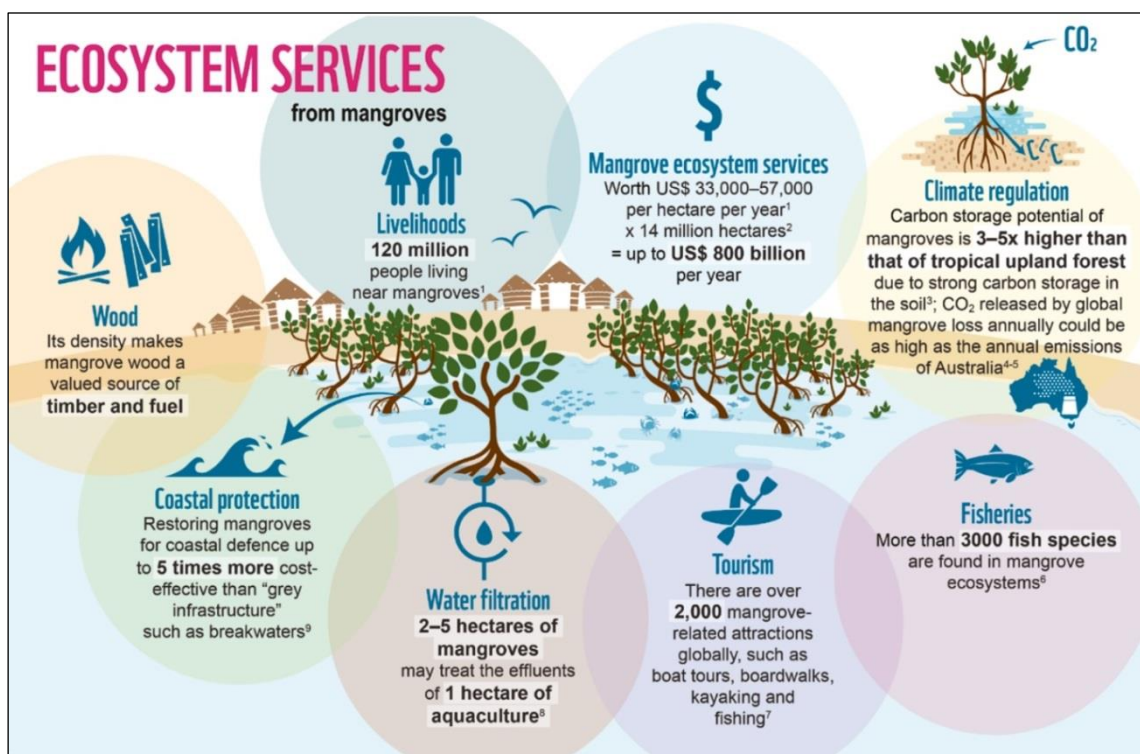 ECOSYSTEM SERVICES
from mangroves
Livelihoods
120 million
people living
near mangroves¹
$
Mangrove ecosystem services
Worth US$ 33,000–57,000
per hectare per year¹
x 14 million hectares²
= up to US$ 800 billion
per year
CO₂
C C C
Climate regulation
Carbon storage potential of
mangroves is 3–5x higher than
that of tropical upland forest
due to strong carbon storage in
the soil³; CO₂ released by global
mangrove loss annually could be
as high as the annual emissions
of Australia⁴⁻⁵
Wood
Its density makes
mangrove wood a
valued source of
timber and fuel
Coastal protection
Restoring mangroves
for coastal defence up
to 5 times more cost-
effective than “grey
infrastructure”
such as breakwaters⁹
Water filtration
2–5 hectares of
mangroves
may treat the effluents
of 1 hectare of
aquaculture⁸
Tourism
There are over
2,000 mangrove-
related attractions
globally, such as
boat tours, boardwalks,
kayaking and
fishing⁷
Fisheries
More than 3000 fish species
are found in mangrove
ecosystems⁶